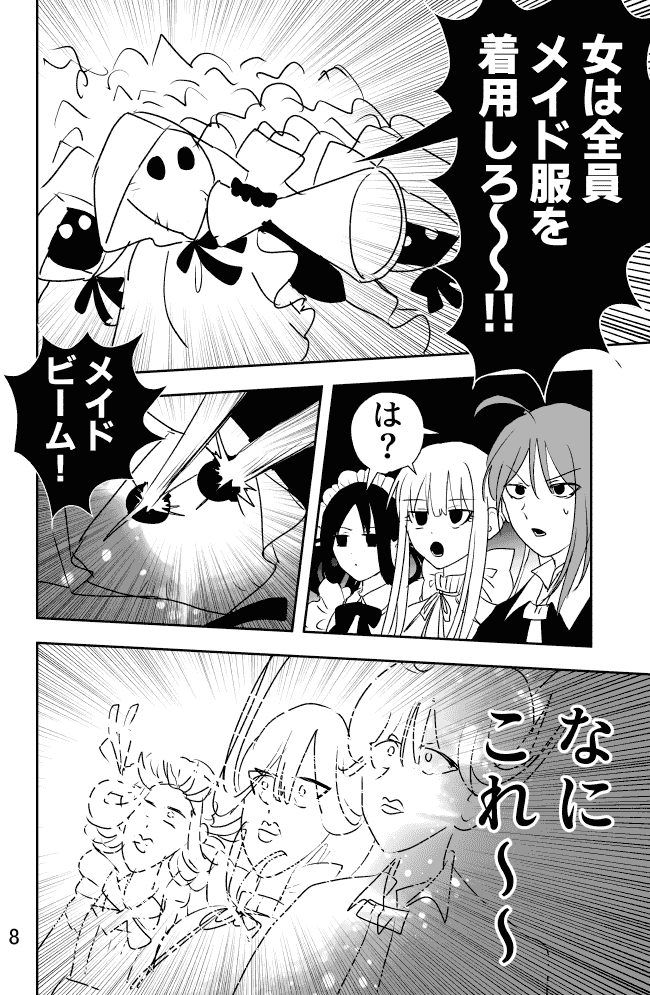 女は全員
メイド服を
着用しろ〜〜!!
は？
メイド
ビーム！
なに
これ〜〜
8